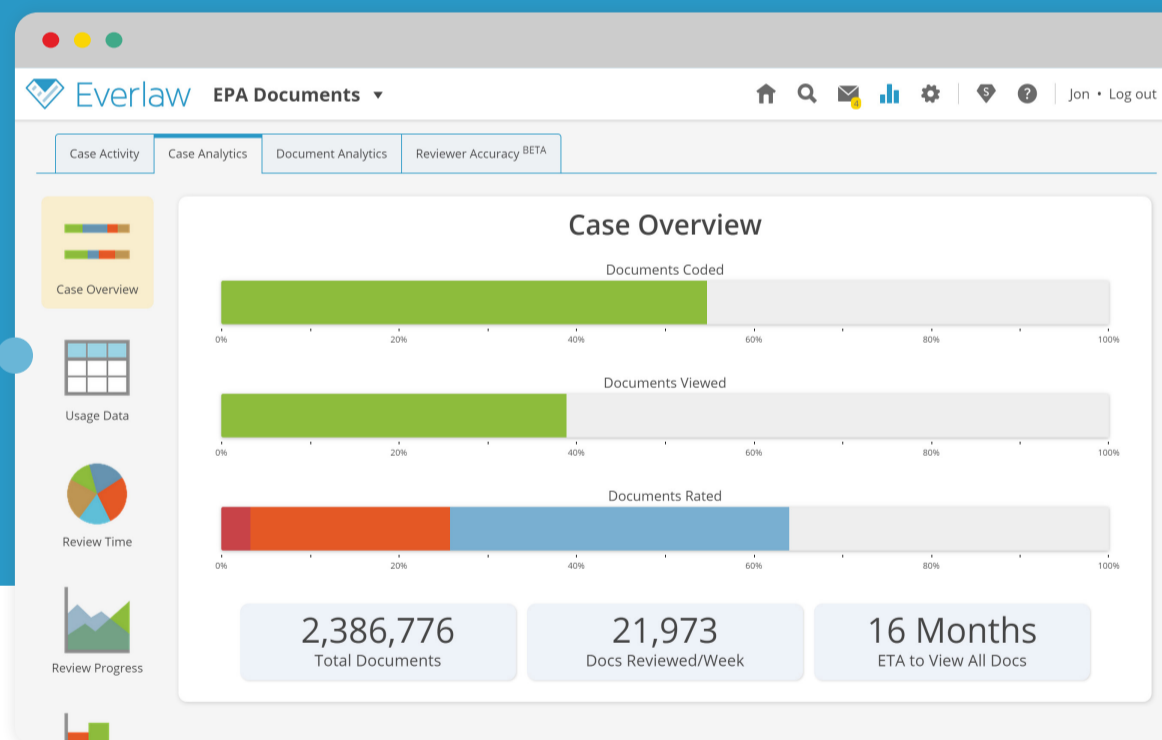 Everlaw EPA Documents 4 S ? Jon • Log out
Case Activity Case Analytics Document Analytics Reviewer Accuracy BETA
Case Overview
Usage Data
Review Time
Review Progress
Case Overview
Documents Coded
0% 20% 40% 60% 80% 100%
Documents Viewed
0% 20% 40% 60% 80% 100%
Documents Rated
0% 20% 40% 60% 80% 100%
2,386,776 21,973 16 Months
Total Documents Docs Reviewed/Week ETA to View All Docs